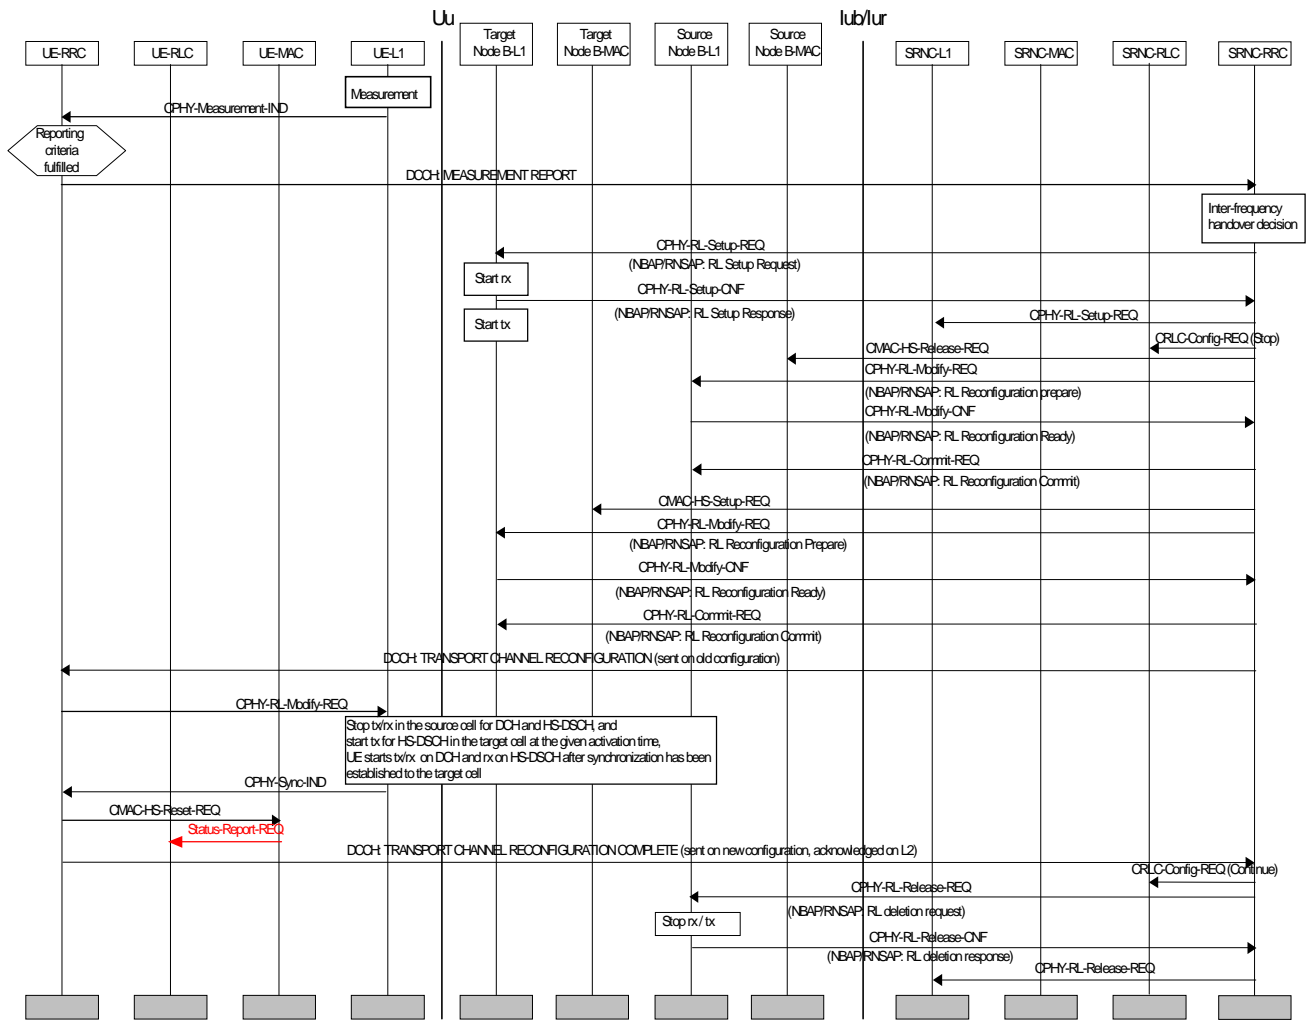 Uu
Iub/Iur
UE-RRC
UE-RLC
UE-MAC
UE-L1
Target
Node B-L1
Target
Node B-MAC
Source
Node B-L1
Source
Node B-MAC
SRNC-L1
SRNC-MAC
SRNC-RLC
SRNC-RRC
Measurement
CPHY-Measurement-IND
Reporting
criteria
fulfilled
DCCH: MEASUREMENT REPORT
Inter-frequency
handover decision
CPHY-RL-Setup-REQ
(NBAP/RNSAP: RL Setup Request)
Start rx
CPHY-RL-Setup-CNF
(NBAP/RNSAP: RL Setup Response)
Start tx
CPHY-RL-Setup-REQ
CRLC-Config-REQ (Stop)
CMAC-HS-Release-REQ
CPHY-RL-Modify-REQ
(NBAP/RNSAP: RL Reconfiguration prepare)
CPHY-RL-Modify-CNF
(NBAP/RNSAP: RL Reconfiguration Ready)
CPHY-RL-Commit-REQ
(NBAP/RNSAP: RL Reconfiguration Commit)
CMAC-HS-Setup-REQ
CPHY-RL-Modify-REQ
(NBAP/RNSAP: RL Reconfiguration Prepare)
CPHY-RL-Modify-CNF
(NBAP/RNSAP: RL Reconfiguration Ready)
CPHY-RL-Commit-REQ
(NBAP/RNSAP: RL Reconfiguration Commit)
DCCH: TRANSPORT CHANNEL RECONFIGURATION (sent on old configuration)
CPHY-RL-Modify-REQ
Stop tx/rx in the source cell for DCH and HS-DSCH, and
start tx for HS-DSCH in the target cell at the given activation time,
UE starts tx/rx on DCH and rx on HS-DSCH after synchronization has been
established to the target cell
CPHY-Sync-IND
CMAC-HS-Reset-REQ
Status-Report-REQ
DCCH: TRANSPORT CHANNEL RECONFIGURATION COMPLETE (sent on new configuration, acknowledged on L2)
CRLC-Config-REQ (Continue)
CPHY-RL-Release-REQ
(NBAP/RNSAP: RL deletion request)
Stop rx / tx
CPHY-RL-Release-CNF
(NBAP/RNSAP: RL deletion response)
CPHY-RL-Release-REQ